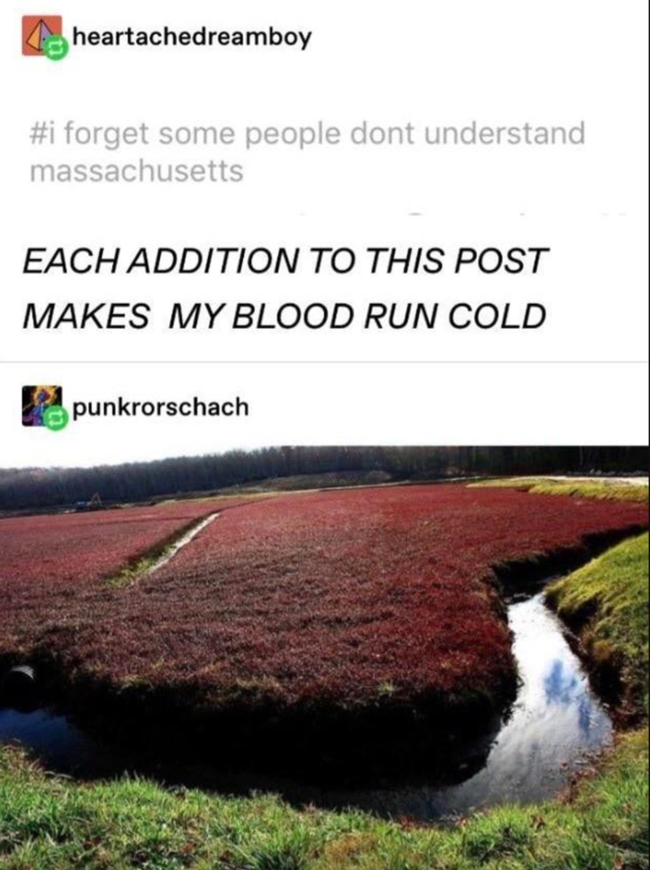 heartachedreamboy
#i forget some people dont understand
massachusetts
EACH ADDITION TO THIS POST
MAKES MY BLOOD RUN COLD
punkrorschach